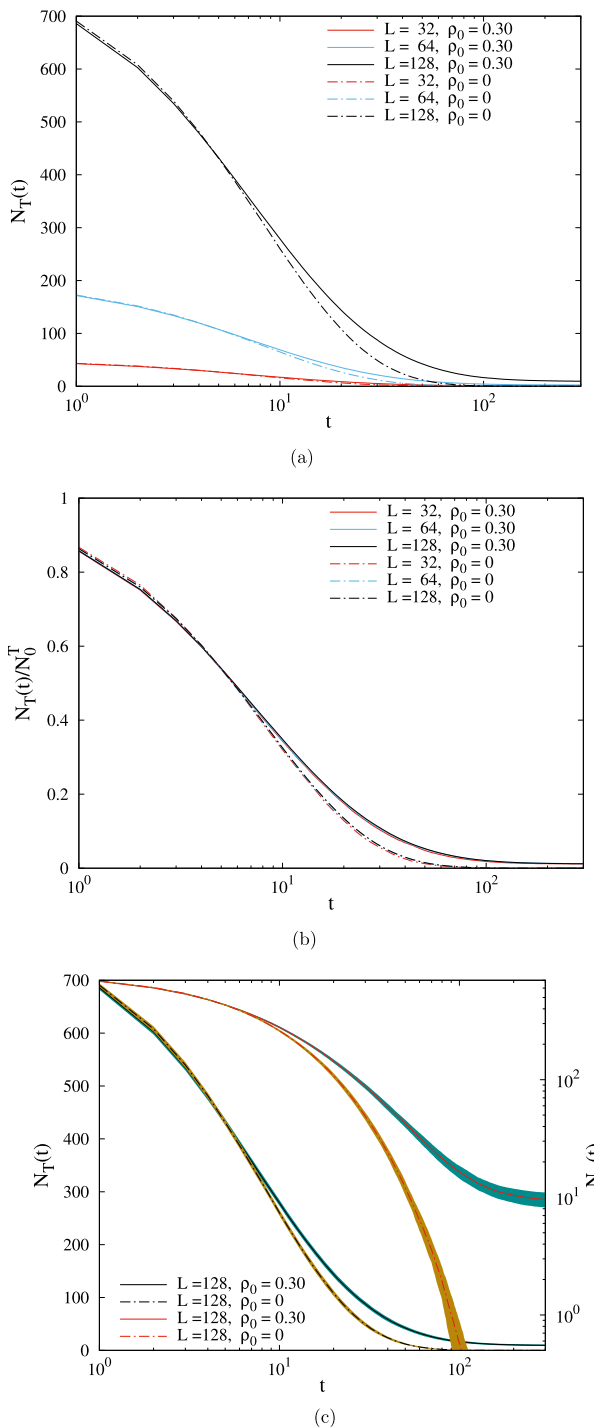 L = 32, ρ₀ = 0.30
L = 64, ρ₀ = 0.30
L =128, ρ₀ = 0.30
L = 32, ρ₀ = 0
L = 64, ρ₀ = 0
L =128, ρ₀ = 0
700
600
500
400
300
200
100
0
N_T(t)
10⁰
10¹
10²
t
(a)
L = 32, ρ₀ = 0.30
L = 64, ρ₀ = 0.30
L =128, ρ₀ = 0.30
L = 32, ρ₀ = 0
L = 64, ρ₀ = 0
L =128, ρ₀ = 0
1
0.8
0.6
0.4
0.2
0
N_T(t)/N₀ᵀ
10⁰
10¹
10²
t
(b)
700
600
500
400
300
200
100
0
N_T(t)
10²
10¹
10⁰
L =128, ρ₀ = 0.30
L =128, ρ₀ = 0
L =128, ρ₀ = 0.30
L =128, ρ₀ = 0
10⁰
10¹
10²
t
(c)